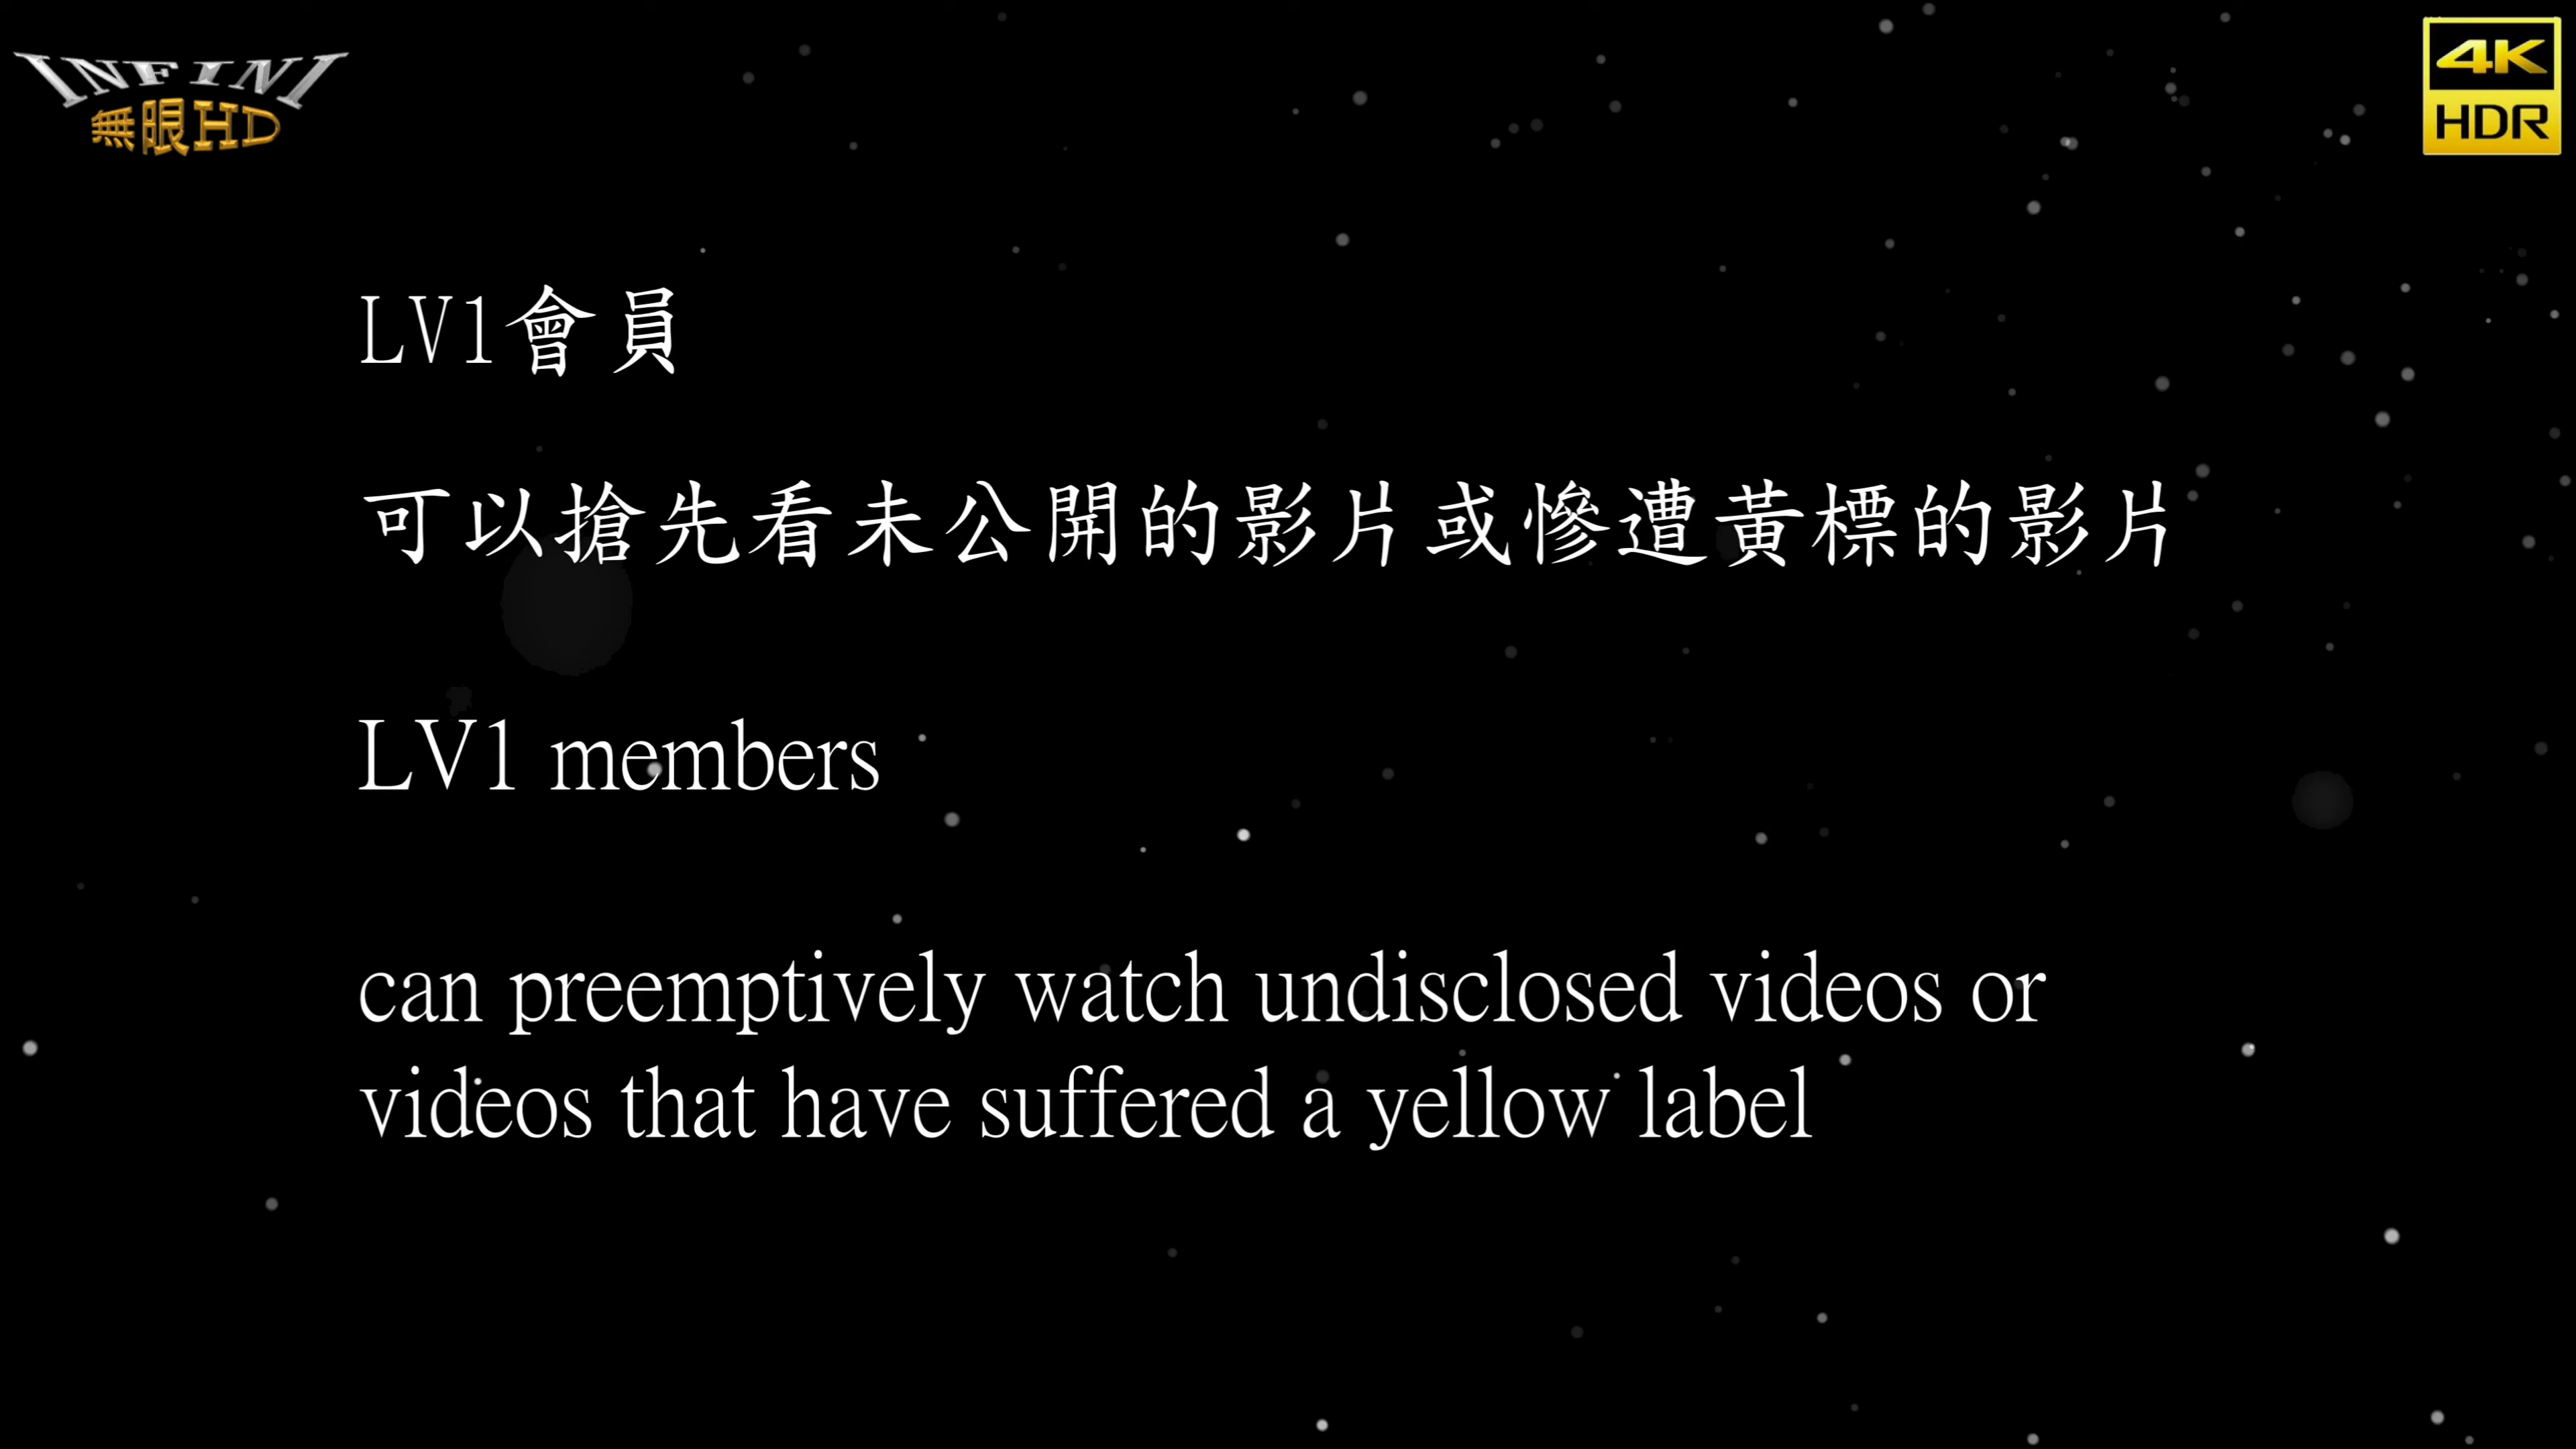 INFINI
無眼HD
4K
HDR
LV1會員
可以搶先看未公開的影片或慘遭黃標的影片
LV1 members
can preemptively watch undisclosed videos or
videos that have suffered a yellow label